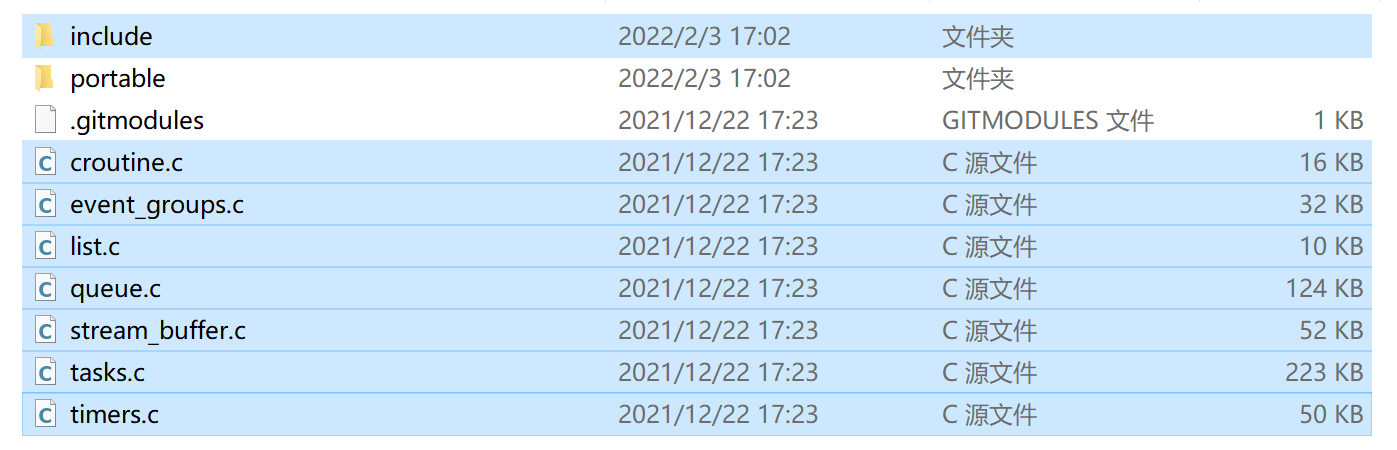 include 2022/2/3 17:02 文件夹
portable 2022/2/3 17:02 文件夹
.gitmodules 2021/12/22 17:23 GITMODULES 文件 1 KB
croutine.c 2021/12/22 17:23 C 源文件 16 KB
event_groups.c 2021/12/22 17:23 C 源文件 32 KB
list.c 2021/12/22 17:23 C 源文件 10 KB
queue.c 2021/12/22 17:23 C 源文件 124 KB
stream_buffer.c 2021/12/22 17:23 C 源文件 52 KB
tasks.c 2021/12/22 17:23 C 源文件 223 KB
timers.c 2021/12/22 17:23 C 源文件 50 KB